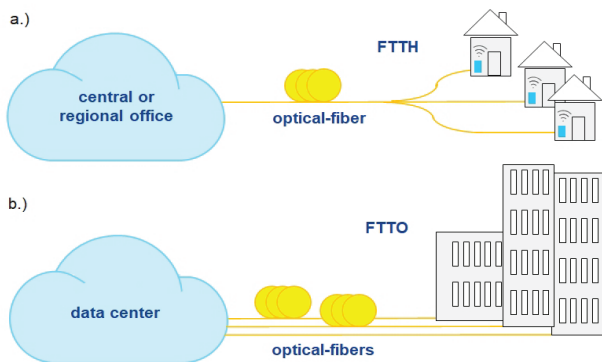 a.)
FTTH
central or
regional office
optical-fiber
b.)
FTTO
data center
optical-fibers